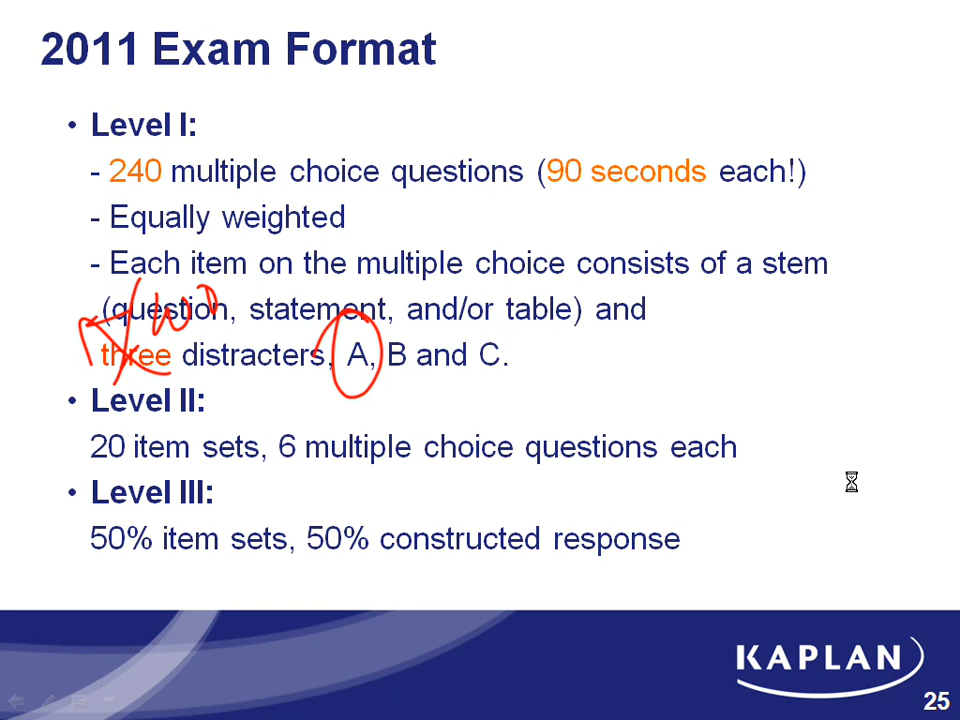 2011 Exam Format
• Level I:
- 240 multiple choice questions (90 seconds each!)
- Equally weighted
- Each item on the multiple choice consists of a stem
(question, statement, and/or table) and
two
three distracters, A, B and C.
• Level II:
20 item sets, 6 multiple choice questions each
• Level III:
50% item sets, 50% constructed response
KAPLAN
25